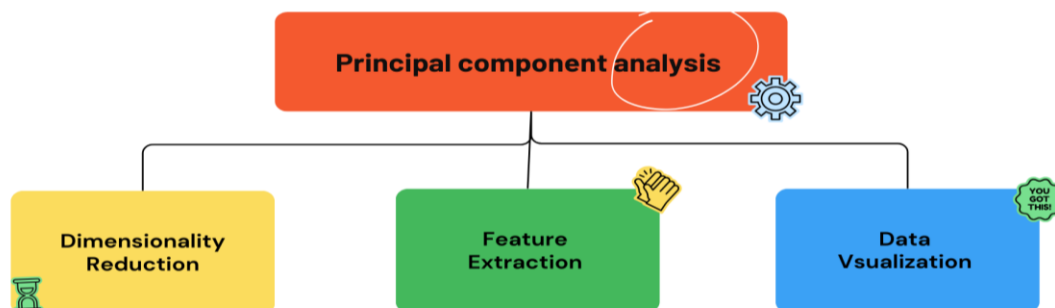 Principal component analysis
Dimensionality
Reduction
Feature
Extraction
YOU
GOT
THIS!
Data
Vsualization